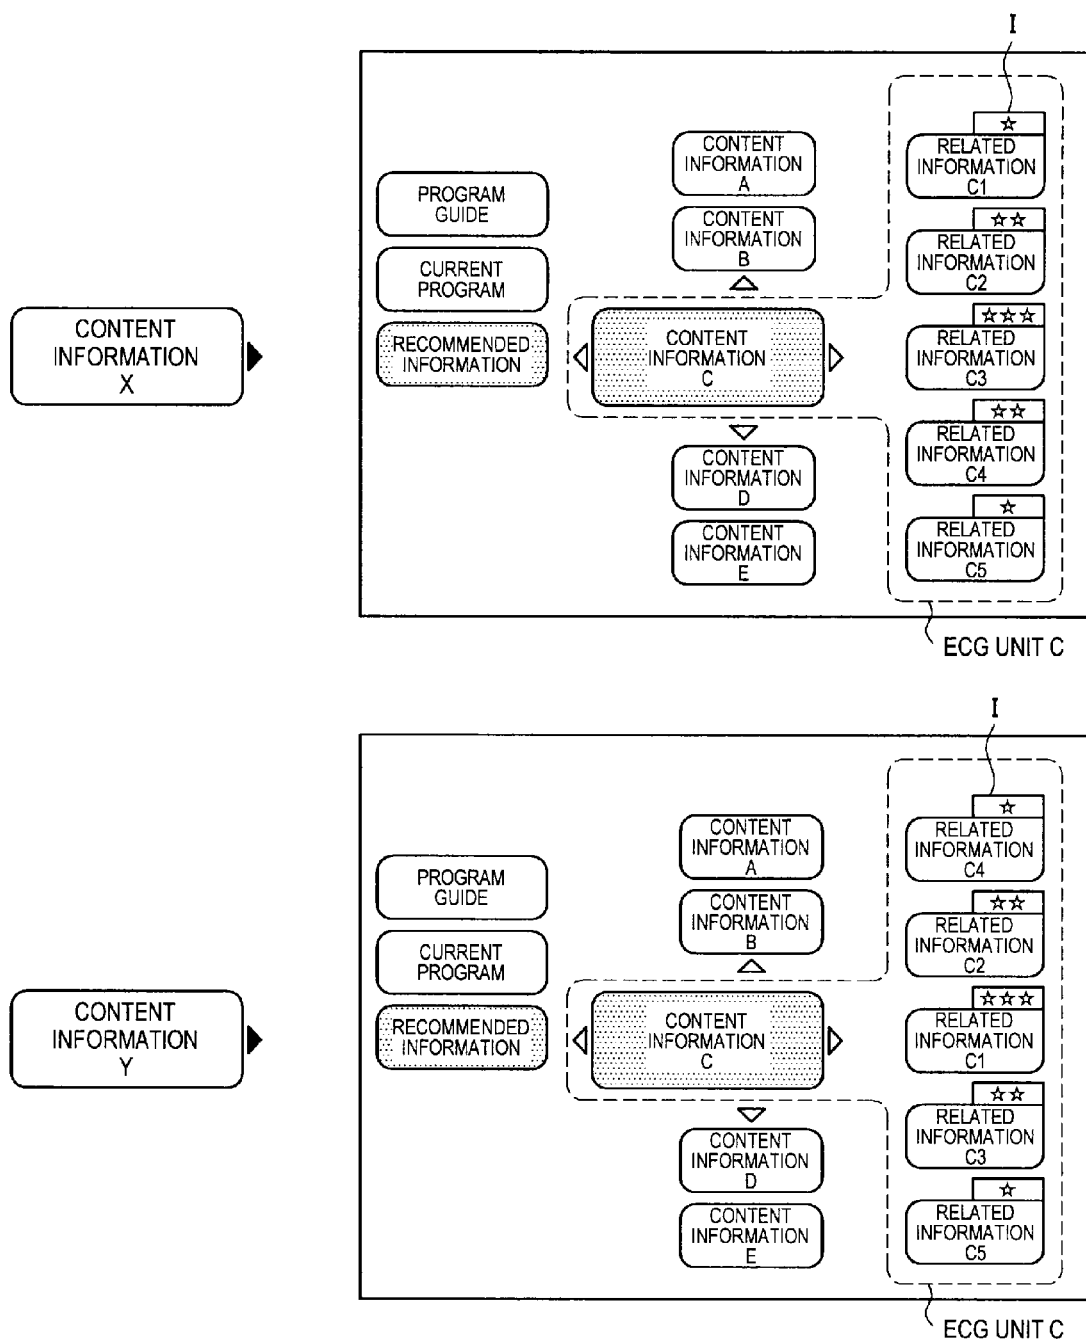 I
☆
CONTENT
INFORMATION
A
RELATED
INFORMATION
C1
PROGRAM
GUIDE
CONTENT
INFORMATION
B
☆☆
RELATED
INFORMATION
C2
CURRENT
PROGRAM
CONTENT
INFORMATION
X
RECOMMENDED
INFORMATION
CONTENT
INFORMATION
C
☆☆☆
RELATED
INFORMATION
C3
☆☆
RELATED
INFORMATION
C4
CONTENT
INFORMATION
D
☆
RELATED
INFORMATION
C5
CONTENT
INFORMATION
E
ECG UNIT C
I
☆
CONTENT
INFORMATION
A
RELATED
INFORMATION
C4
PROGRAM
GUIDE
CONTENT
INFORMATION
B
☆☆
RELATED
INFORMATION
C2
CURRENT
PROGRAM
CONTENT
INFORMATION
Y
RECOMMENDED
INFORMATION
CONTENT
INFORMATION
C
☆☆☆
RELATED
INFORMATION
C1
☆☆
RELATED
INFORMATION
C3
CONTENT
INFORMATION
D
☆
RELATED
INFORMATION
C5
CONTENT
INFORMATION
E
ECG UNIT C